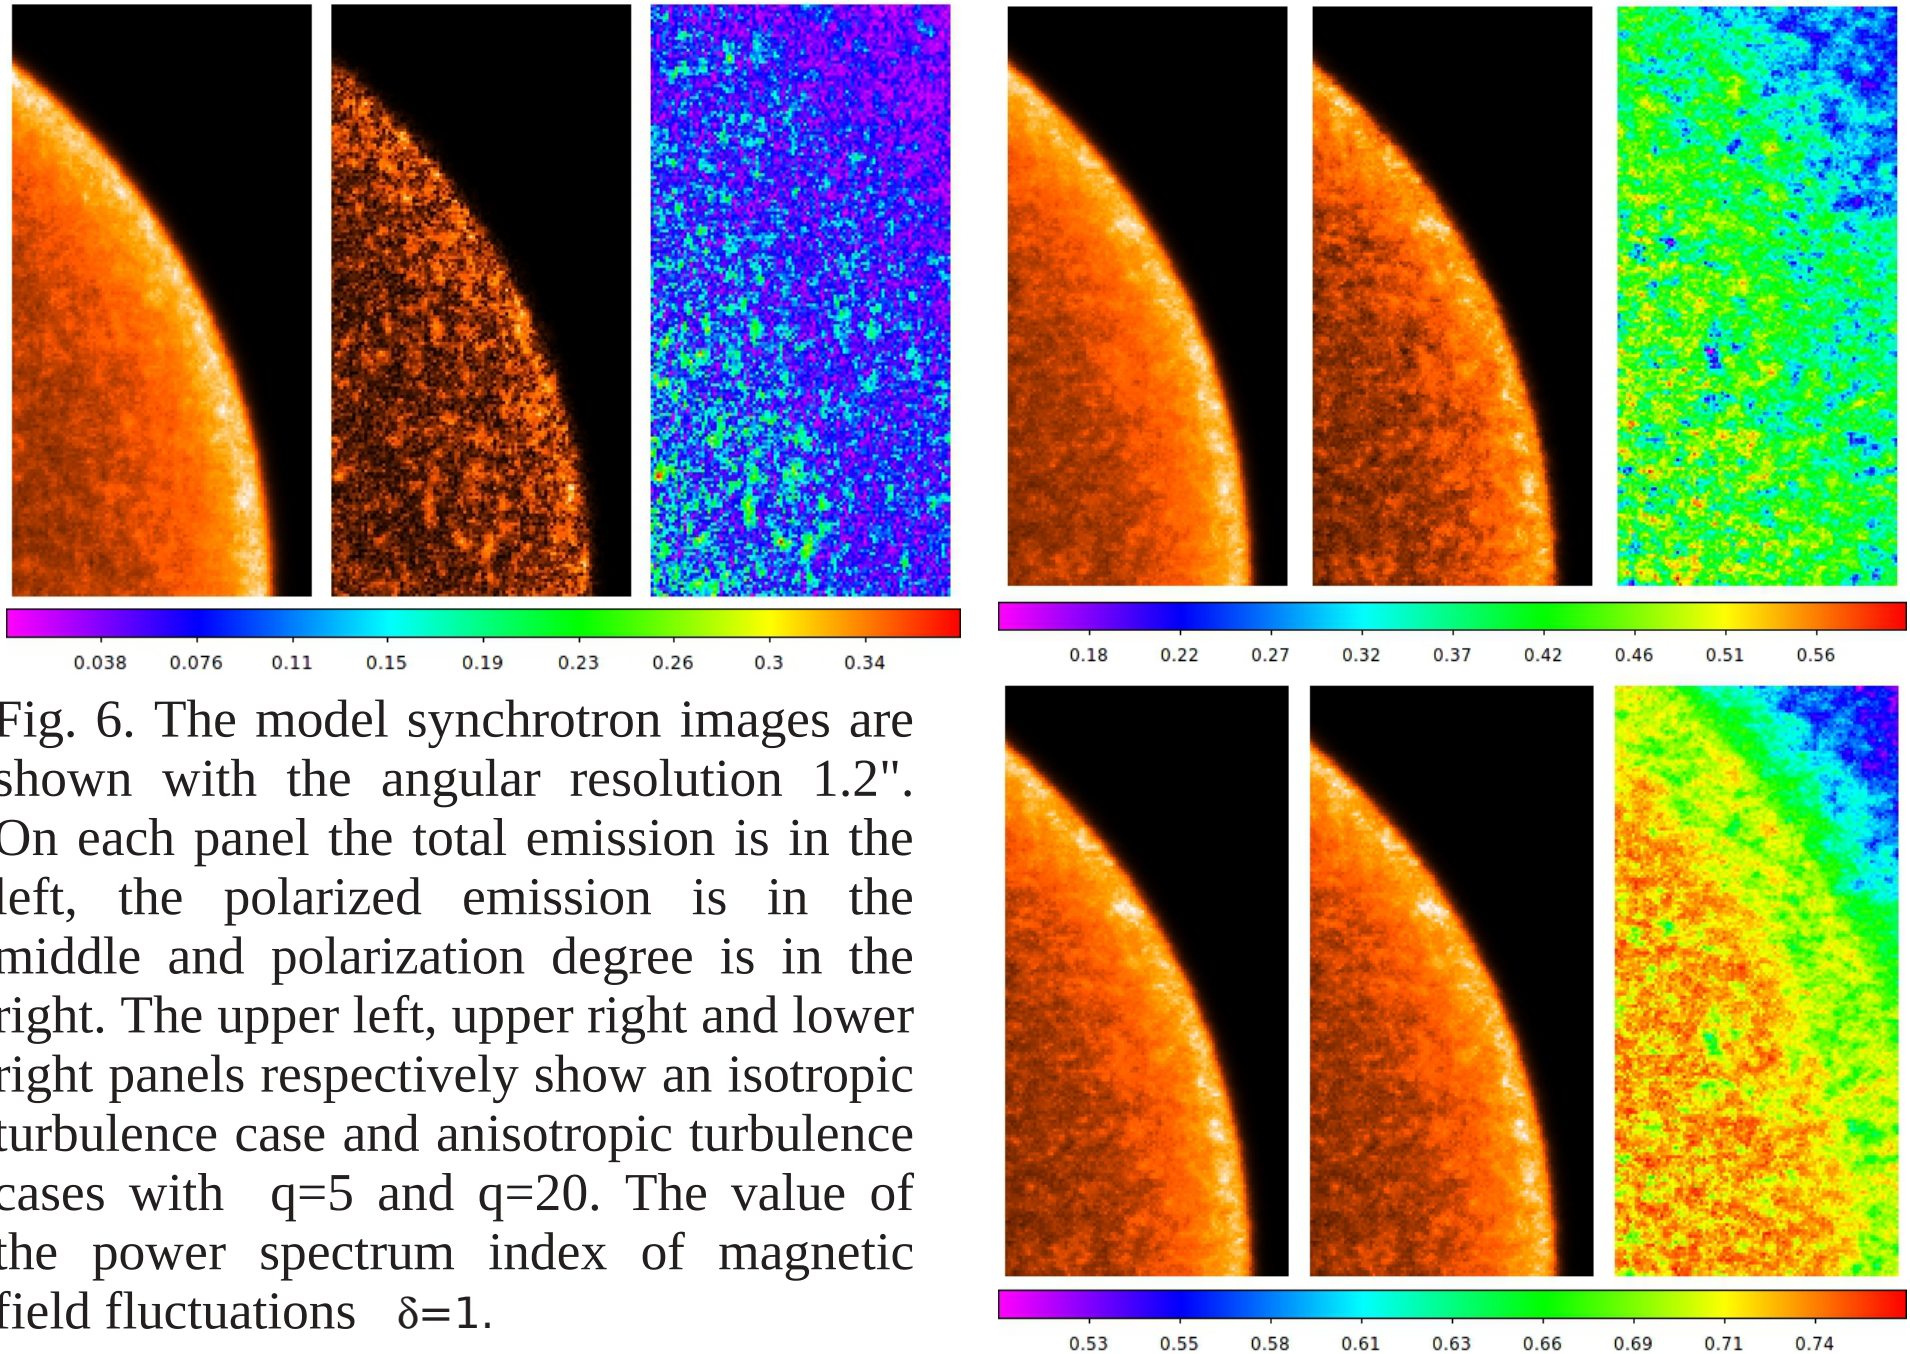 0.038 0.076 0.11 0.15 0.19 0.23 0.26 0.3 0.34
0.18 0.22 0.27 0.32 0.37 0.42 0.46 0.51 0.56
Fig. 6. The model synchrotron images are
shown with the angular resolution 1.2".
On each panel the total emission is in the
left, the polarized emission is in the
middle and polarization degree is in the
right. The upper left, upper right and lower
right panels respectively show an isotropic
turbulence case and anisotropic turbulence
cases with q=5 and q=20. The value of
the power spectrum index of magnetic
field fluctuations δ=1.
0.53 0.55 0.58 0.61 0.63 0.66 0.69 0.71 0.74